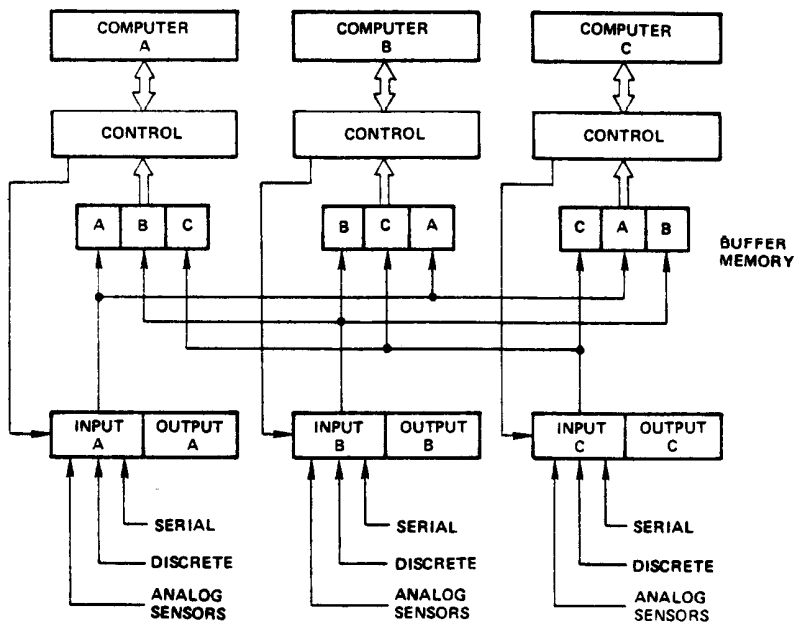 COMPUTER
A
COMPUTER
B
COMPUTER
C
CONTROL
CONTROL
CONTROL
A B C
B C A
C A B
BUFFER
MEMORY
INPUT
A
OUTPUT
A
INPUT
B
OUTPUT
B
INPUT
C
OUTPUT
C
SERIAL
DISCRETE
ANALOG
SENSORS
SERIAL
DISCRETE
ANALOG
SENSORS
SERIAL
DISCRETE
ANALOG
SENSORS